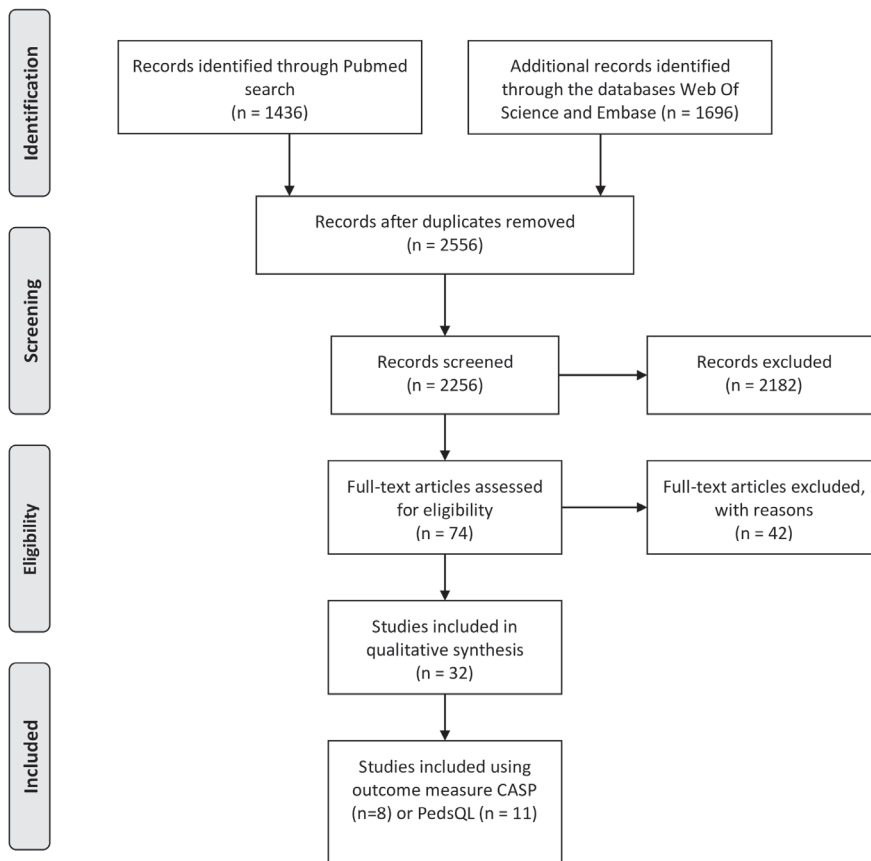 Identification
Records identified through Pubmed
search
(n = 1436)
Additional records identified
through the databases Web Of
Science and Embase (n = 1696)
Records after duplicates removed
(n = 2556)
Screening
Records screened
(n = 2256)
Records excluded
(n = 2182)
Eligibility
Full-text articles assessed
for eligibility
(n = 74)
Full-text articles excluded,
with reasons
(n = 42)
Studies included in
qualitative synthesis
(n = 32)
Included
Studies included using
outcome measure CASP
(n=8) or PedsQL (n = 11)